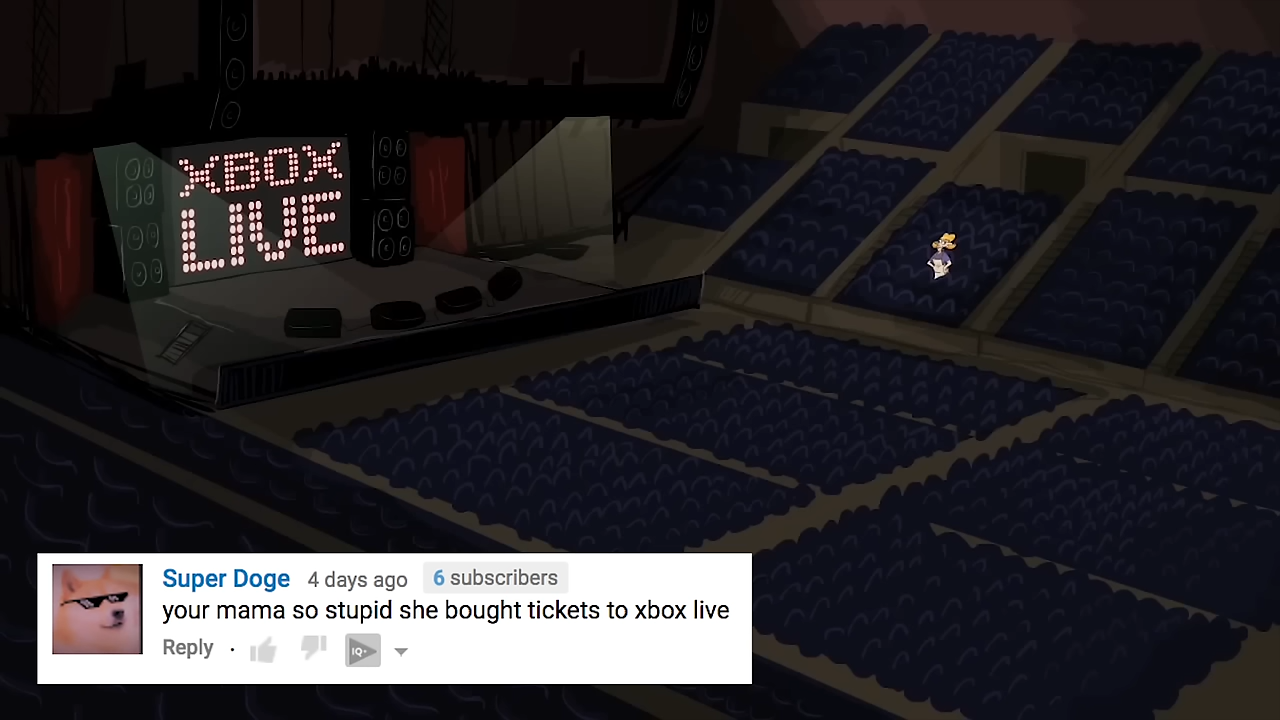 XBOX
LIVE
Super Doge 4 days ago 6 subscribers
your mama so stupid she bought tickets to xbox live
Reply
IQ+